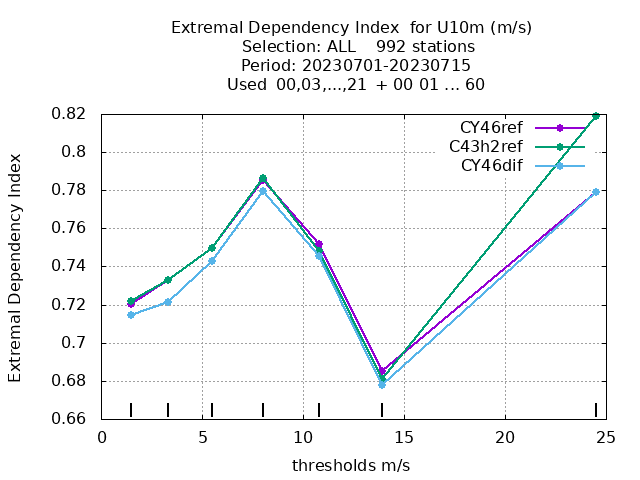 Extremal Dependency Index  for U10m (m/s)
Selection: ALL    992 stations
Period: 20230701-20230715
Used  00,03,...,21  + 00 01 ... 60
CY46ref
C43h2ref
CY46dif
Extremal Dependency Index
0.82
0.8
0.78
0.76
0.74
0.72
0.7
0.68
0.66
0 5 10 15 20 25
thresholds m/s